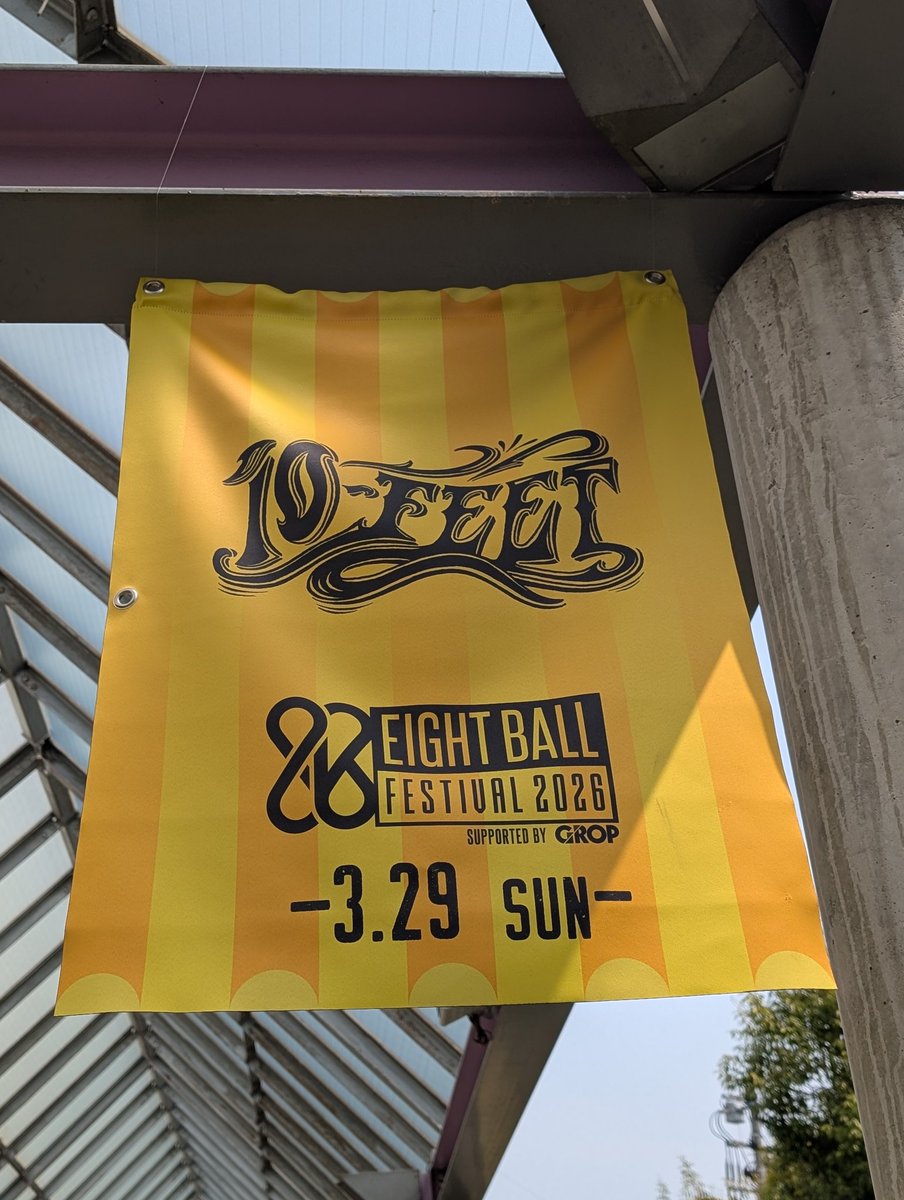 10-FEET
EIGHT BALL
FESTIVAL 2026
SUPPORTED BY GROP
-3.29 SUN-